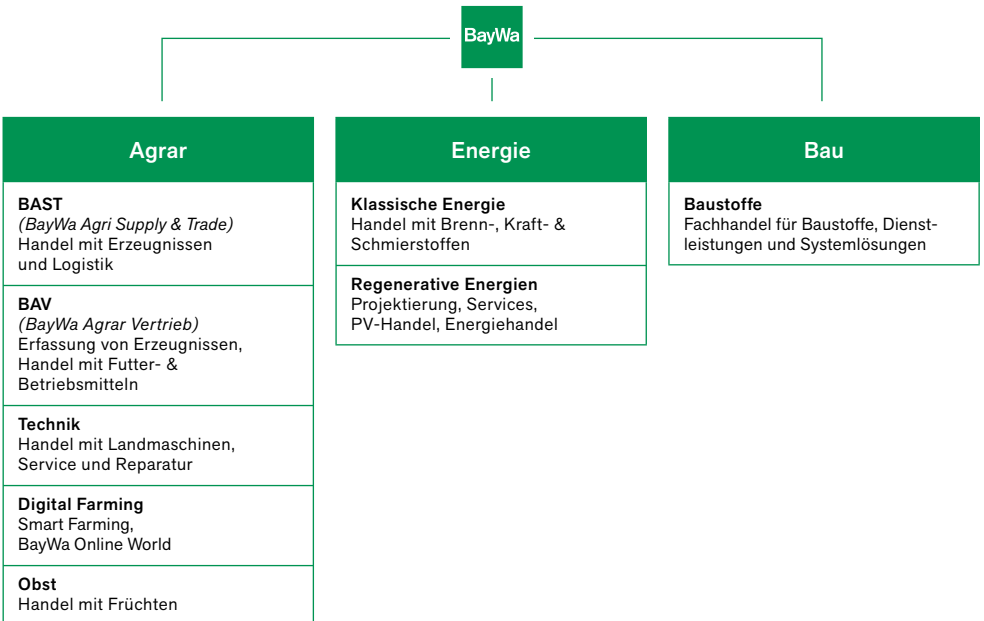 BayWa
Agrar
BAST
(BayWa Agri Supply & Trade)
Handel mit Erzeugnissen
und Logistik
BAV
(BayWa Agrar Vertrieb)
Erfassung von Erzeugnissen,
Handel mit Futter- &
Betriebsmitteln
Technik
Handel mit Landmaschinen,
Service und Reparatur
Digital Farming
Smart Farming,
BayWa Online World
Obst
Handel mit Früchten
Energie
Klassische Energie
Handel mit Brenn-, Kraft- &
Schmierstoffen
Regenerative Energien
Projektierung, Services,
PV-Handel, Energiehandel
Bau
Baustoffe
Fachhandel für Baustoffe, Dienst-
leistungen und Systemlösungen